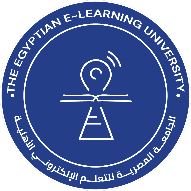 • THE EGYPTIAN E-LEARNING UNIVERSITY •
الجامعة المصرية للتعلم الإلكتروني الأهلية